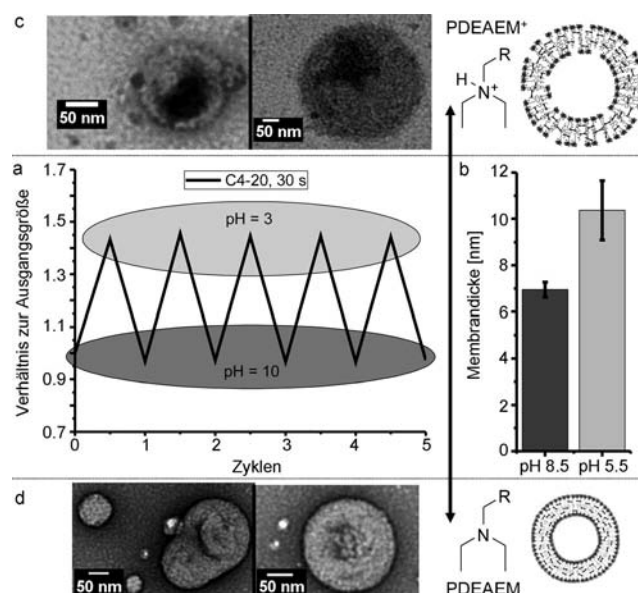 c
PDEAEM⁺
R
H
N⁺
50 nm
50 nm
a
1.7
1.5
1.3
1.1
0.9
0.7
Verhältnis zur Ausgangsgröße
C4-20, 30 s
pH = 3
pH = 10
0 1 2 3 4 5
Zyklen
b
12
10
8
6
4
2
0
Membrandicke [nm]
pH 8.5 pH 5.5
d
50 nm
50 nm
R
N
PDEAEM